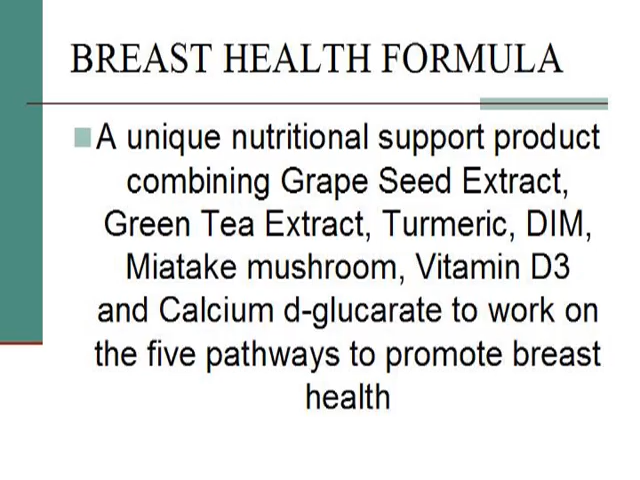 BREAST HEALTH FORMULA
A unique nutritional support product
combining Grape Seed Extract,
Green Tea Extract, Turmeric, DIM,
Miatake mushroom, Vitamin D3
and Calcium d-glucarate to work on
the five pathways to promote breast
health